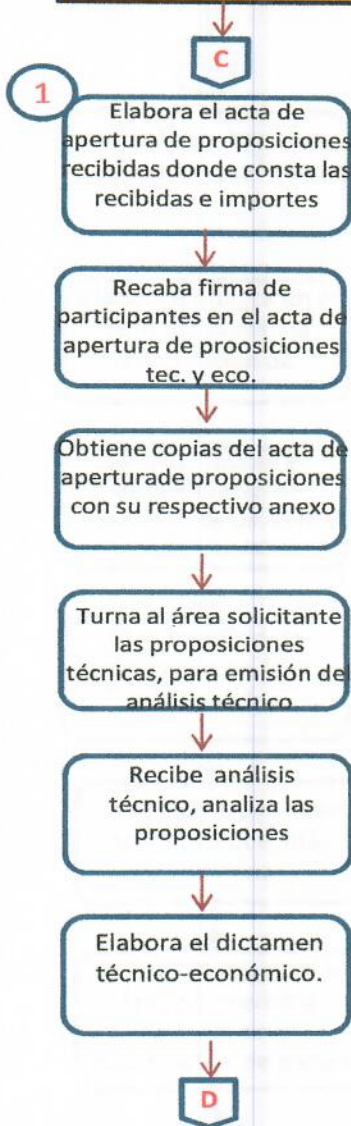 C
1
Elabora el acta de
apertura de proposiciones
recibidas donde consta las
recibidas e importes
Recaba firma de
participantes en el acta de
apertura de proosiciones
tec. y eco.
Obtiene copias del acta de
aperturade proposiciones
con su respectivo anexo
Turna al área solicitante
las proposiciones
técnicas, para emisión del
análisis técnico
Recibe análisis
técnico, analiza las
proposiciones
Elabora el dictamen
técnico-económico.
D